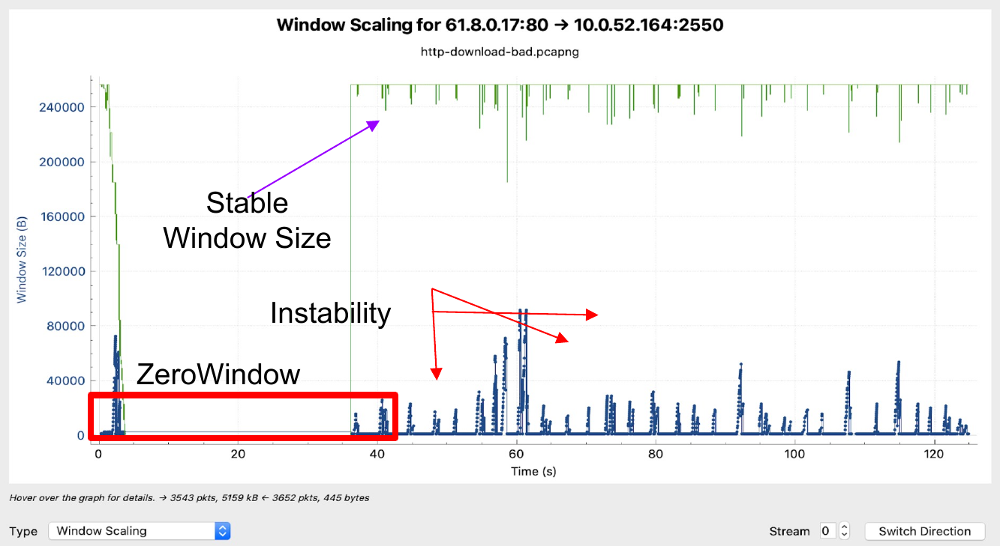 Window Scaling for 61.8.0.17:80 → 10.0.52.164:2550
http-download-bad.pcapng
Window Size (B)
240000
200000
160000
120000
80000
40000
0
Stable
Window Size
Instability
ZeroWindow
0 20 40 60 80 100 120
Time (s)
Hover over the graph for details. → 3543 pkts, 5159 kB ← 3652 pkts, 445 bytes
Type Window Scaling Stream 0 Switch Direction